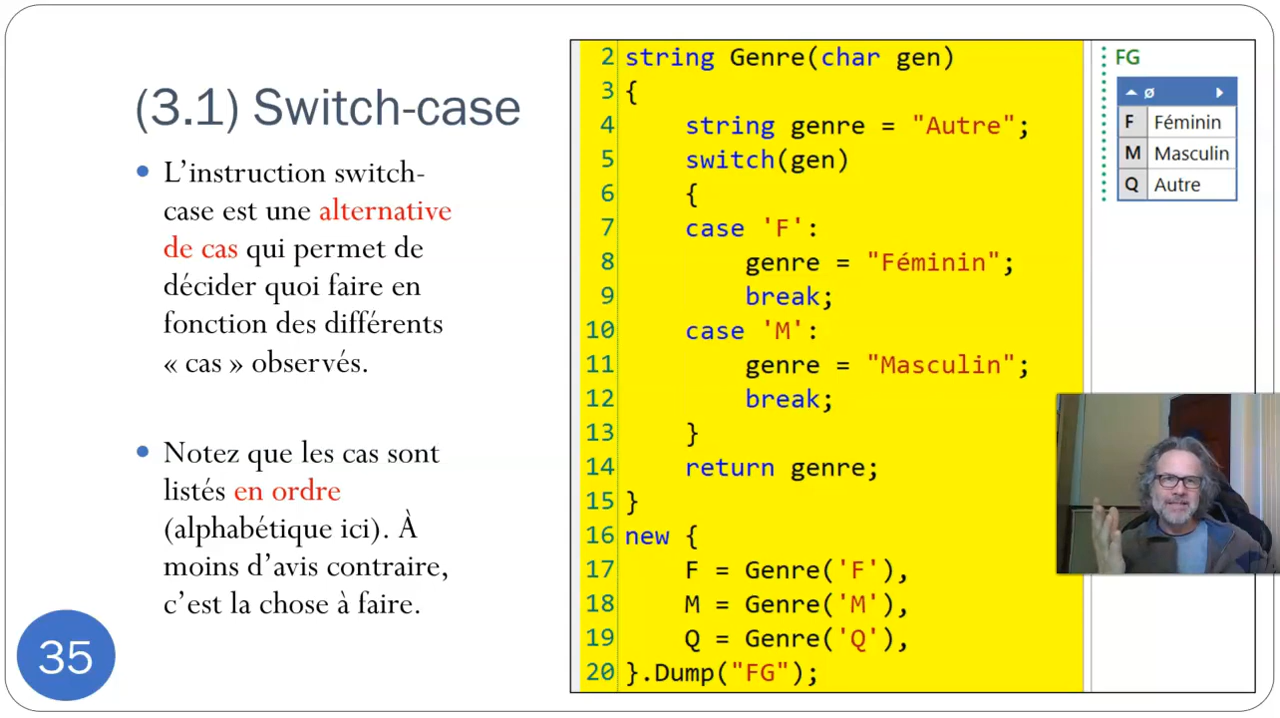 (3.1) Switch-case
• L’instruction switch-
case est une alternative
de cas qui permet de
décider quoi faire en
fonction des différents
« cas » observés.
• Notez que les cas sont
listés en ordre
(alphabétique ici). À
moins d’avis contraire,
c’est la chose à faire.
35
2 string Genre(char gen)
3 {
4 string genre = "Autre";
5 switch(gen)
6 {
7 case 'F':
8 genre = "Féminin";
9 break;
10 case 'M':
11 genre = "Masculin";
12 break;
13 }
14 return genre;
15 }
16 new {
17 F = Genre('F'),
18 M = Genre('M'),
19 Q = Genre('Q'),
20 }.Dump("FG");
FG
ø
F Féminin
M Masculin
Q Autre